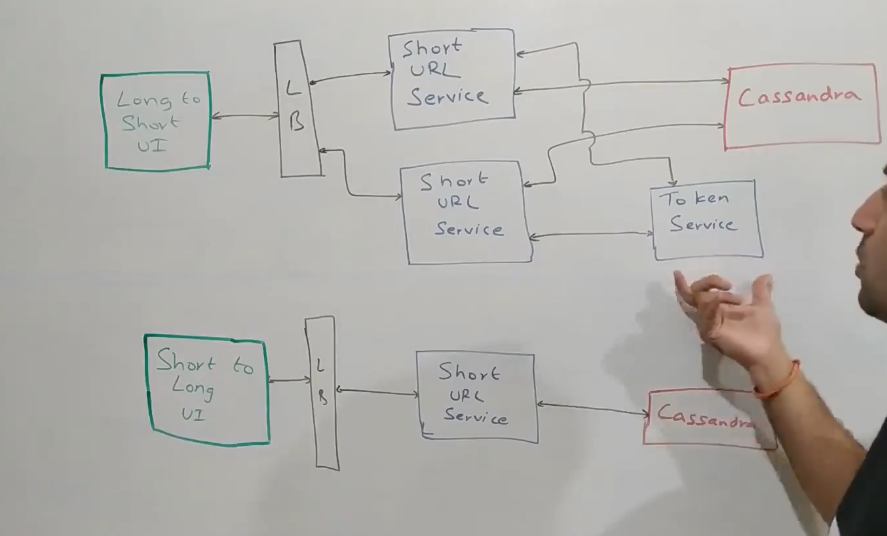 Long to
Short
UI
L
B
Short
URL
Service
Cassandra
Short
URL
Service
Token
Service
Short to
Long
UI
L
B
Short
URL
Service
Cassandra